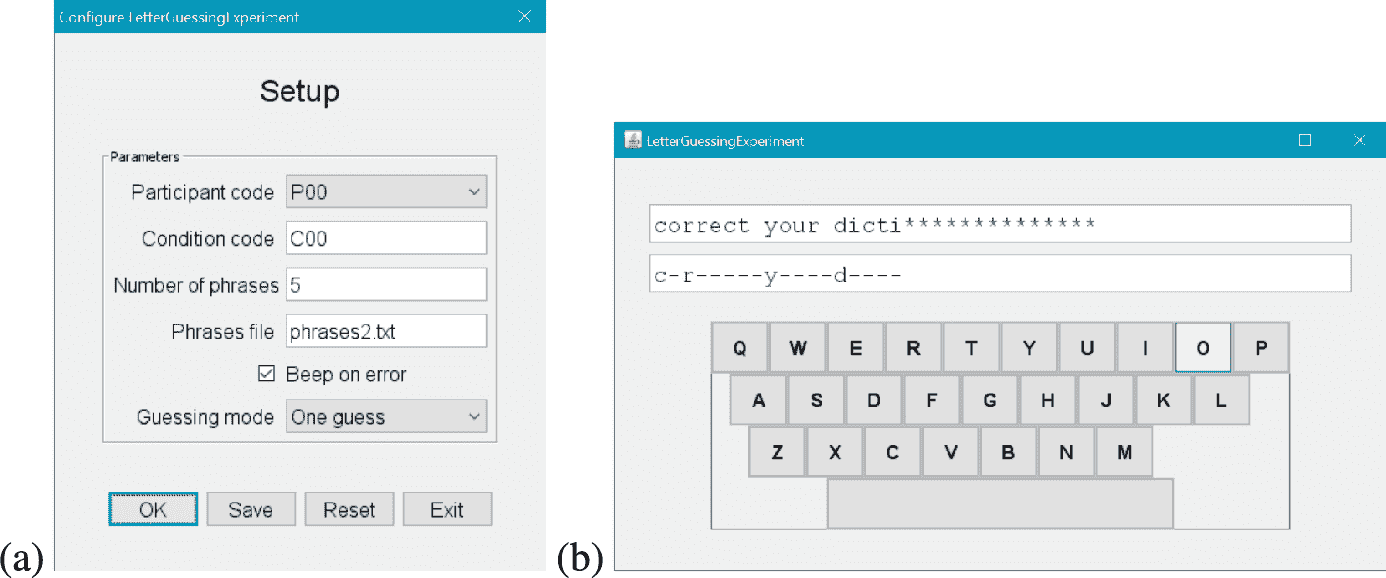 Configure LetterGuessingExperiment
Setup
Parameters
Participant code P00
Condition code C00
Number of phrases 5
Phrases file phrases2.txt
Beep on error
Guessing mode One guess
OK Save Reset Exit
(a)
LetterGuessingExperiment
correct your dicti**************
c-r-----y----d----
Q W E R T Y U I O P
A S D F G H J K L
Z X C V B N M
(b)